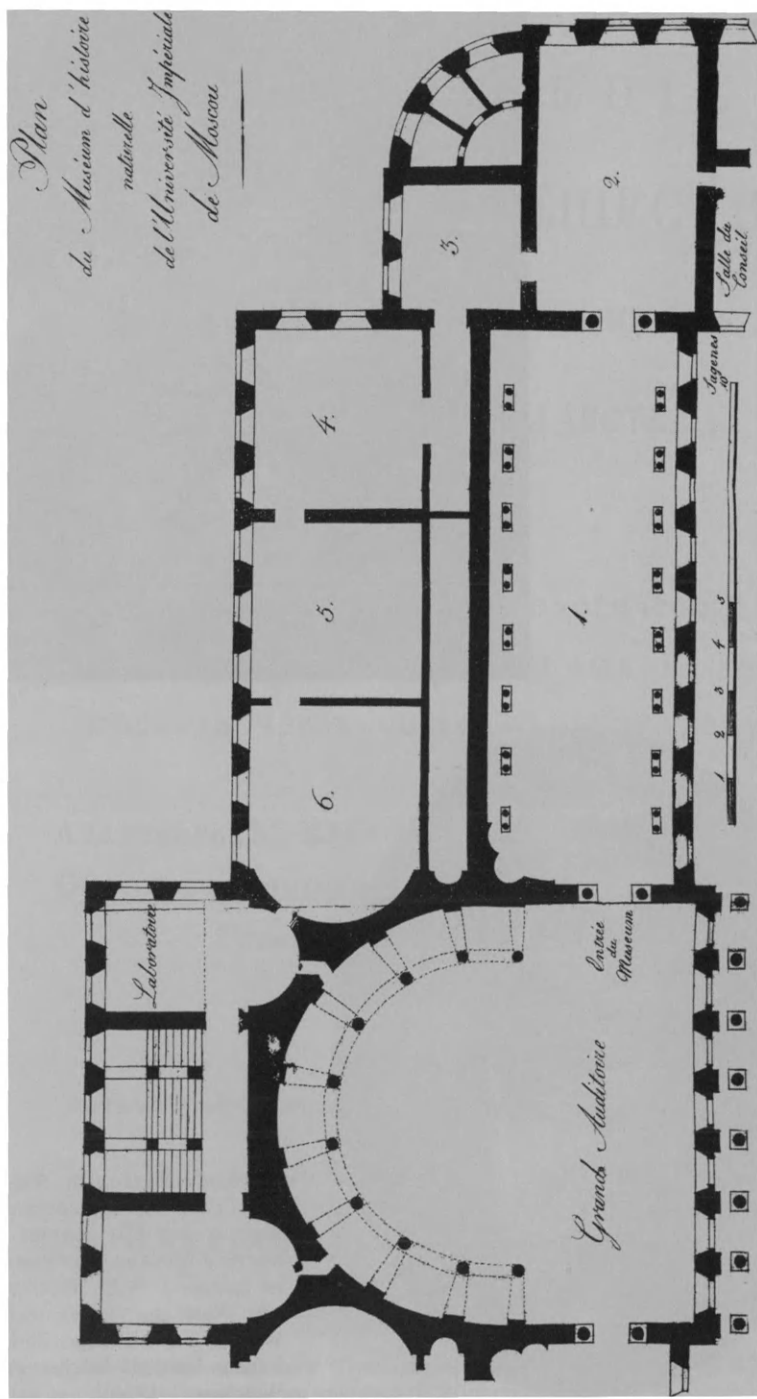 Plan
du Muséum d'histoire
naturelle
de l'Université Impériale
de Moscou
Laboratoire
Grand Auditoire
Entrée
du
Museum
1.
2.
3.
4.
5.
6.
Salle du
Conseil
1 2 3 4 5 10
Sagenes